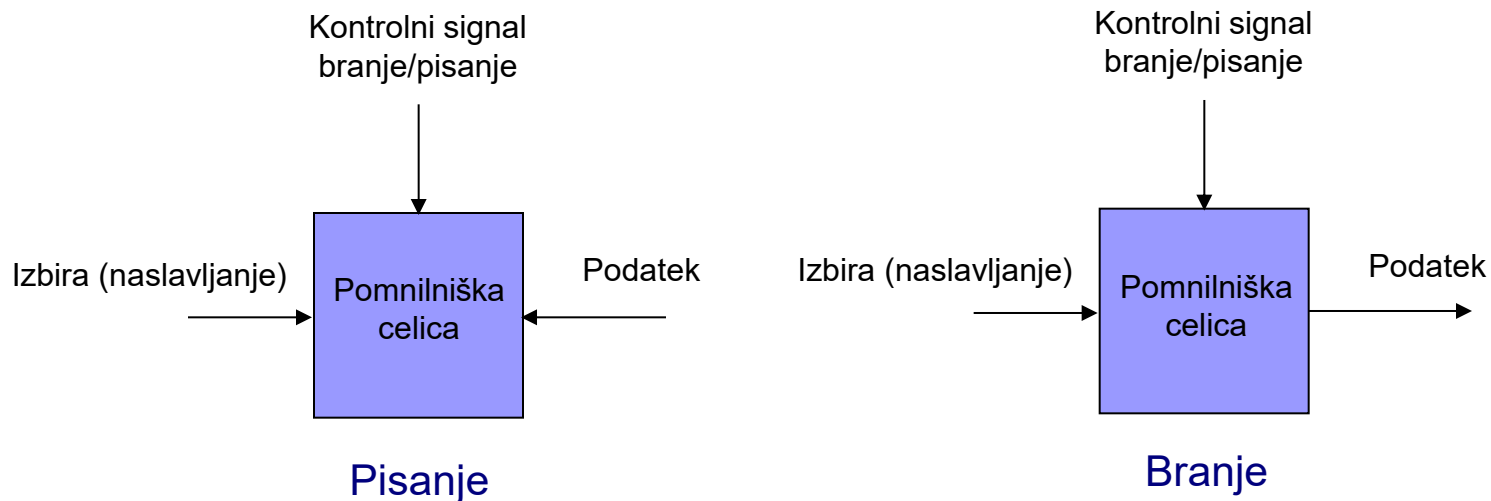 Kontrolni signal
branje/pisanje
Izbira (naslavljanje)
Pomnilniška
celica
Podatek
Pisanje
Kontrolni signal
branje/pisanje
Izbira (naslavljanje)
Pomnilniška
celica
Podatek
Branje